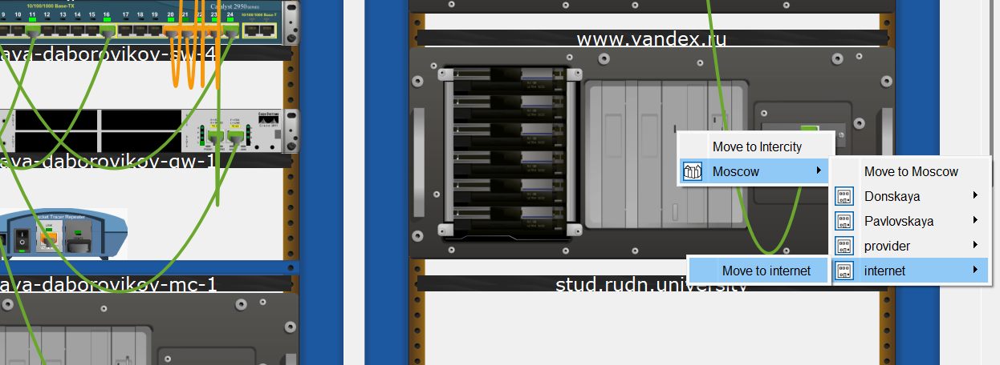 10/100/1000 Base-TX
Catalyst 2950 SERIES
9 10 11 12 13 14 15 16 17 18 19 20 21 22 23 24
10/100/1000 Base-T
aya-daborovikov-sw-4
www.yandex.ru
Cisco Systems
aya-daborovikov-gw-1
Packet Tracer Repeater
aya-daborovikov-mc-1
stud.rudn.university
Move to Intercity
Moscow
Move to Moscow
Donskaya
Pavlovskaya
provider
internet
Move to internet